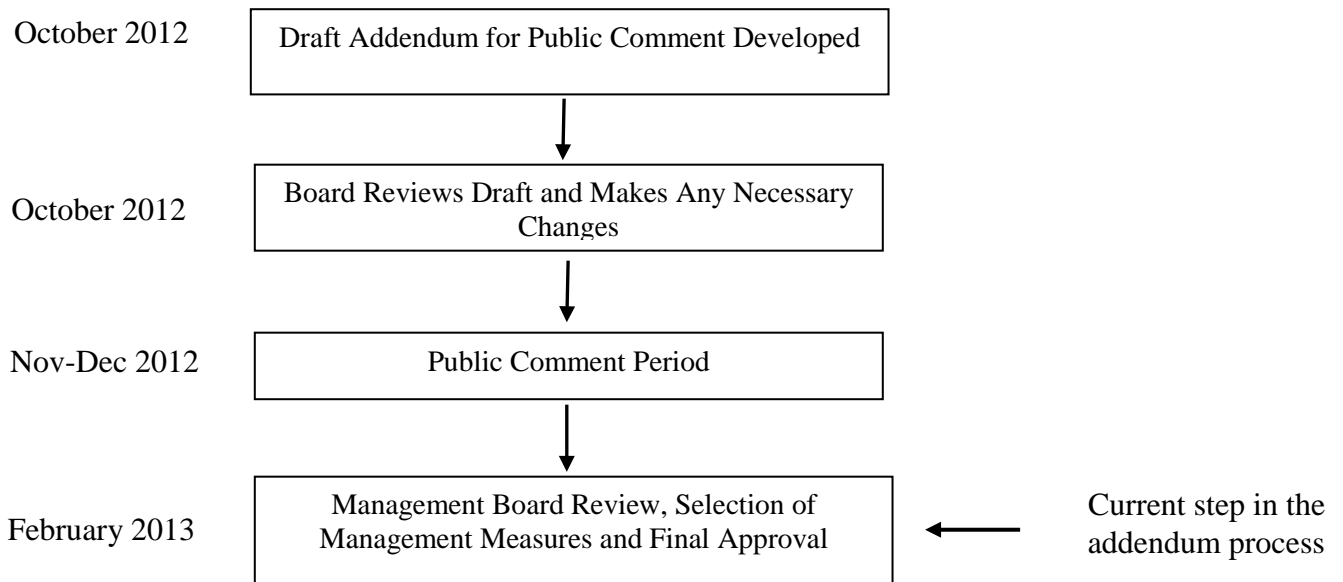 October 2012
Draft Addendum for Public Comment Developed
October 2012
Board Reviews Draft and Makes Any Necessary
Changes
Nov-Dec 2012
Public Comment Period
February 2013
Management Board Review, Selection of
Management Measures and Final Approval
Current step in the
addendum process